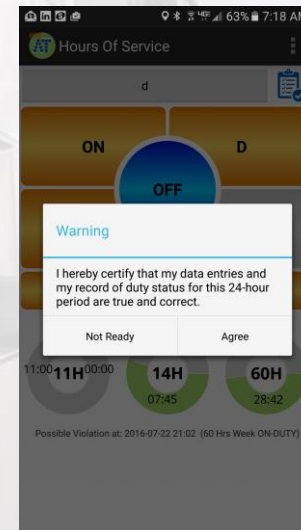 63% 7:18 AM
AT Hours Of Service
d
ON D
OFF
Warning
I hereby certify that my data entries and
my record of duty status for this 24-hour
period are true and correct.
Not Ready Agree
11:00 11H 00:00 14H 60H
07:45 28:42
Possible Violation at: 2016-07-22 21:02 (60 Hrs Week ON-DUTY)